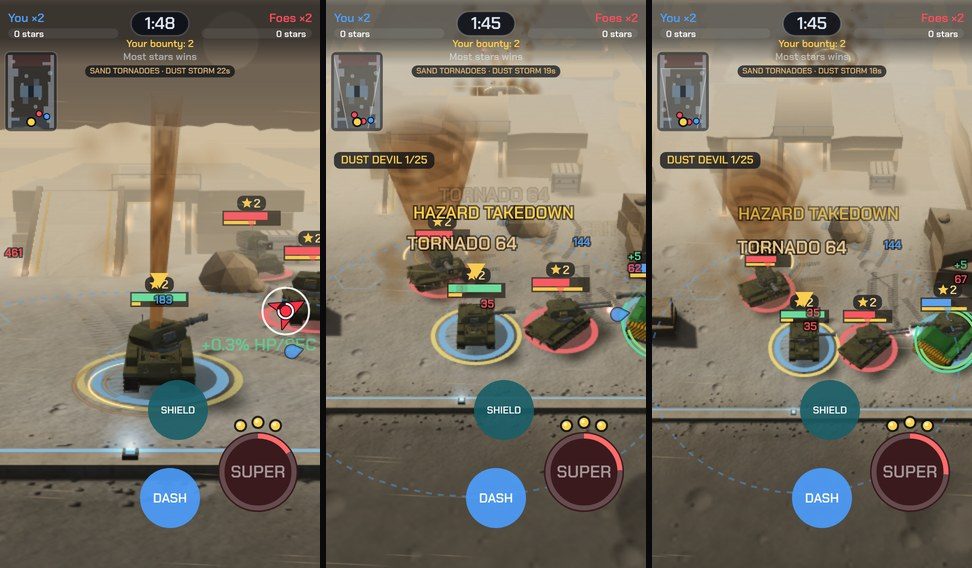 You ×2
1:48
Foes ×2
0 stars
0 stars
Your bounty: 2
Most stars wins
SAND TORNADOES · DUST STORM 22s
★2
★2
461
★2
183
+0.3% HP/SEC
SHIELD
SUPER
DASH
You ×2
1:45
Foes ×2
0 stars
0 stars
Your bounty: 2
Most stars wins
SAND TORNADOES · DUST STORM 19s
DUST DEVIL 1/25
TORNADO 64
HAZARD TAKEDOWN
★2
TORNADO 64
144
+5
62
★2
★2
35
SHIELD
SUPER
DASH
You ×2
1:45
Foes ×2
0 stars
0 stars
Your bounty: 2
Most stars wins
SAND TORNADOES · DUST STORM 18s
DUST DEVIL 1/25
HAZARD TAKEDOWN
TORNADO 64
144
+5
67
★2
★2
★2
35
35
SHIELD
SUPER
DASH